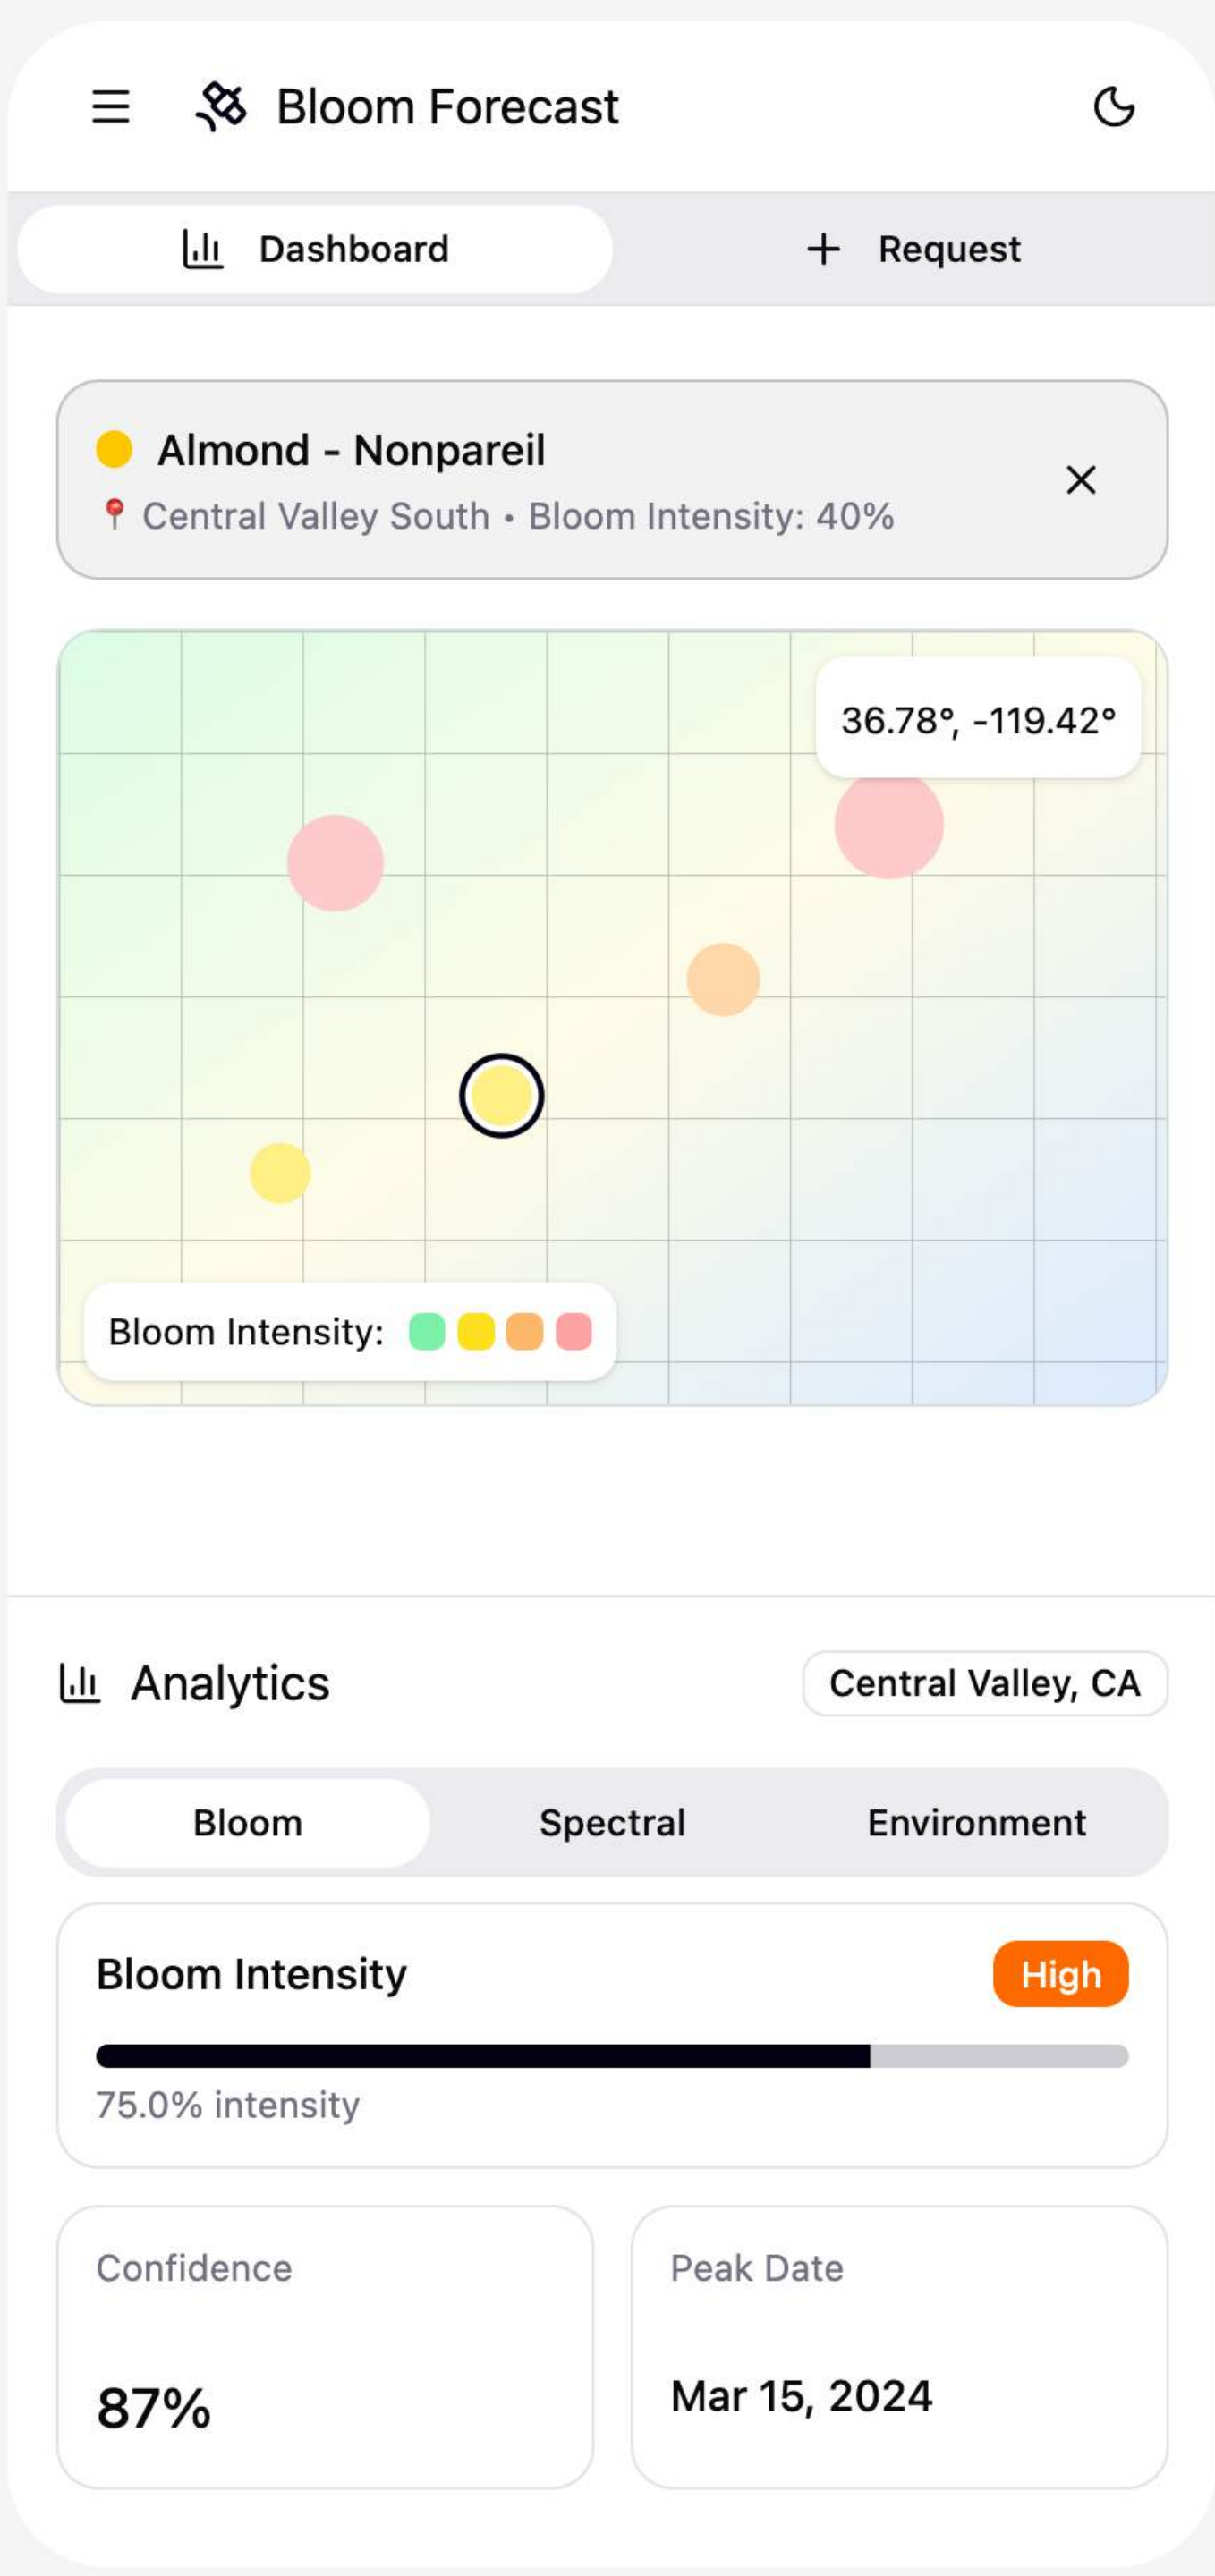 Bloom Forecast
Dashboard
Request
Almond - Nonpareil
Central Valley South • Bloom Intensity: 40%
36.78°, -119.42°
Bloom Intensity:
Analytics
Central Valley, CA
Bloom
Spectral
Environment
Bloom Intensity
High
75.0% intensity
Confidence
Peak Date
87%
Mar 15, 2024